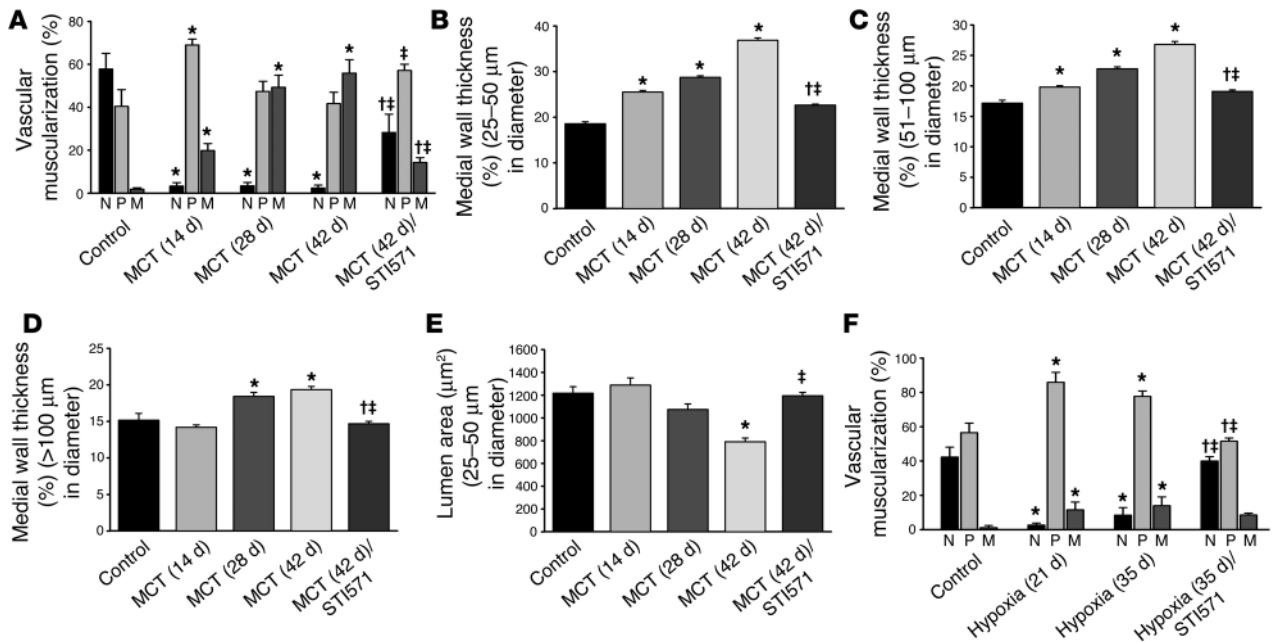 A
Vascular
muscularization (%)
80
60
40
20
0
* * * * * * * †‡ ‡ †‡
N P M N P M N P M N P M N P M
Control
MCT (14 d)
MCT (28 d)
MCT (42 d)
MCT (42 d)/
STI571
B
Medial wall thickness
(%) (25–50 µm
in diameter)
40
30
20
10
0
* * * †‡
Control
MCT (14 d)
MCT (28 d)
MCT (42 d)
MCT (42 d)/
STI571
C
Medial wall thickness
(%) (51–100 µm
in diameter)
30
25
20
15
10
5
0
* * * †‡
Control
MCT (14 d)
MCT (28 d)
MCT (42 d)
MCT (42 d)/
STI571
D
Medial wall thickness
(%) (>100 µm
in diameter)
25
20
15
10
5
0
* * †‡
Control
MCT (14 d)
MCT (28 d)
MCT (42 d)
MCT (42 d)/
STI571
E
Lumen area (µm²)
(25–50 µm
in diameter)
1600
1400
1200
1000
800
600
400
200
0
* ‡
Control
MCT (14 d)
MCT (28 d)
MCT (42 d)
MCT (42 d)/
STI571
F
Vascular
muscularization (%)
100
80
60
40
20
0
* * * * * * †‡ †‡
N P M N P M N P M N P M
Control
Hypoxia (21 d)
Hypoxia (35 d)
Hypoxia (35 d)/
STI571